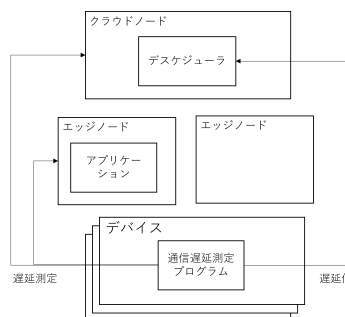 クラウドノード
デスケジューラ
エッジノード
エッジノード
アプリケー
ション
デバイス
通信遅延測定
プログラム
遅延測定
遅延